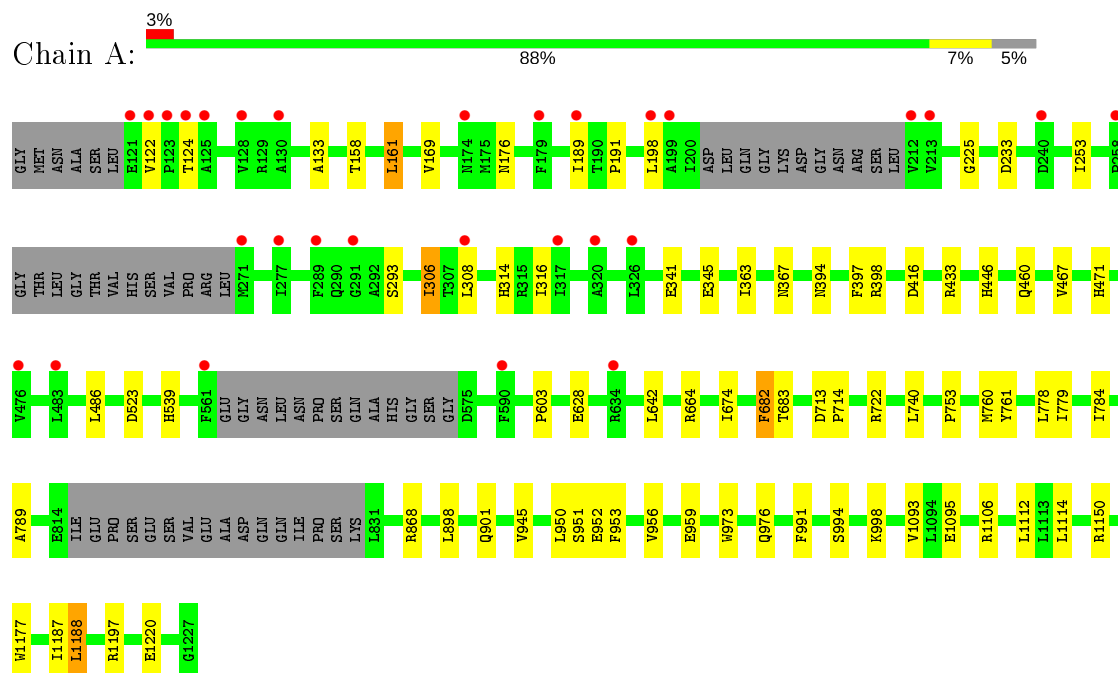 3%
Chain A:
88% 7% 5%
GLY MET ASN ALA SER LEU E121 V122 P123 T124 A125 V128 R129 A130 A133 T158 L161 V169 N174 M175 N176 F179 I189 T190 P191 L198 A199 I200 ASP LEU GLN GLY LYS ASP GLY ASN ARG SER LEU V212 V213 G225 D233 D240 I253
GLY THR LEU GLY THR VAL HIS SER VAL PRO ARG LEU M271 I277 F289 Q290 G291 A292 S293 I306 T307 L308 H314 R315 I316 I317 A320 L326 E341 E345 I363 N367 N394 F397 R398 D416 R433 H446 Q460 V467 H471
V476 L483 L486 D523 H539 F561 GLU GLY ASN LEU ASN PRO SER GLN ALA HIS GLY SER GLY D575 F590 P603 E628 R634 L642 R664 I674 F682 T683 D713 P714 R722 L740 P753 M760 Y761 L778 I779 I784
A789 E814 ILE GLU PRO SER GLU SER VAL GLU ALA ASP GLN GLN ILE PRO SER LYS L831 R868 L898 Q901 V945 L950 S951 E952 F953 V956 E959 W973 Q976 F991 S994 K998 V1093 L1094 E1095 R1106 L1112 L1113 L1114 R1150
W1177 I1187 L1188 R1197 E1220 G1227